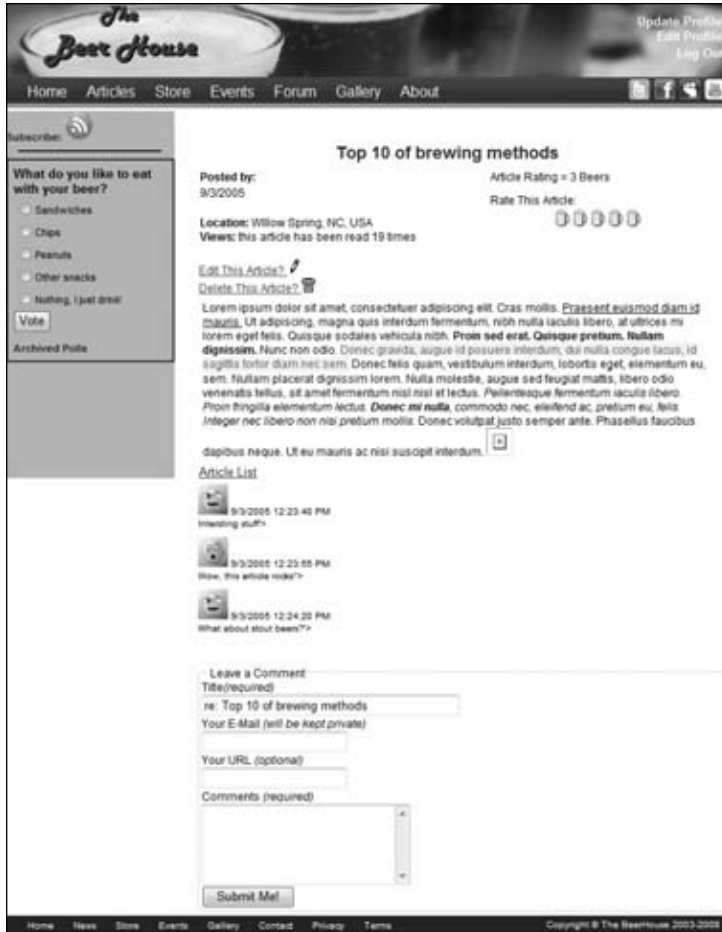 The
Beer House
Update Profile
Edit Profile
Log Out
Home Articles Store Events Forum Gallery About
Subscribe:
What do you like to eat
with your beer?
Sandwiches
Chips
Peanuts
Other snacks
Nothing, I just drink!
Vote
Archived Polls
Top 10 of brewing methods
Posted by:
9/3/2005
Article Rating = 3 Beers
Rate This Article:
Location: Willow Spring, NC, USA
Views: this article has been read 19 times
Edit This Article?
Delete This Article?
Lorem ipsum dolor sit amet, consectetuer adipiscing elit. Cras mollis. Praesent euismod diam id
mauris. Ut adipiscing, magna quis interdum fermentum, nibh nulla iaculis libero, at ultrices mi
lorem eget felis. Quisque sodales vehicula nibh. Proin sed erat. Quisque pretium. Nullam
dignissim. Nunc non odio. Donec gravida, augue id posuere interdum, dui nulla congue lacus, id
sagittis tortor diam nec sem. Donec felis quam, vestibulum interdum, lobortis eget, elementum eu,
sem. Nullam placerat dignissim lorem. Nulla molestie, augue sed feugiat mattis, libero odio
venenatis tellus, sit amet fermentum nisl nisl et lectus. Pellentesque fermentum iaculis libero.
Proin fringilla elementum lectus. Donec mi nulla, commodo nec, eleifend ac, pretium eu, felis.
Integer nec libero non nisi pretium mollis. Donec volutpat justo semper ante. Phasellus faucibus
dapibus neque. Ut eu mauris ac nisi suscipit interdum.
Article List
9/3/2005 12:23:40 PM
Intersting stuff'>
9/3/2005 12:23:55 PM
Wow, this article rocks'>
9/3/2005 12:24:20 PM
What about stout beers?'>
Leave a Comment
Title(required)
re: Top 10 of brewing methods
Your E-Mail (will be kept private)
Your URL (optional)
Comments (required)
Submit Me!
Home News Store Events Gallery Contact Privacy Terms
Copyright © The BeerHouse 2003-2008